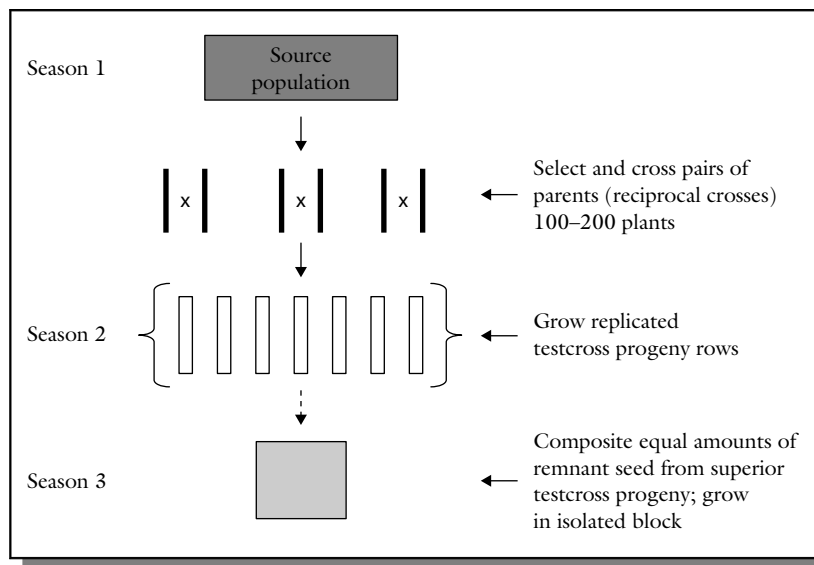 Season 1
Source
population
x
x
x
Select and cross pairs of
parents (reciprocal crosses)
100–200 plants
Season 2
Grow replicated
testcross progeny rows
Season 3
Composite equal amounts of
remnant seed from superior
testcross progeny; grow
in isolated block